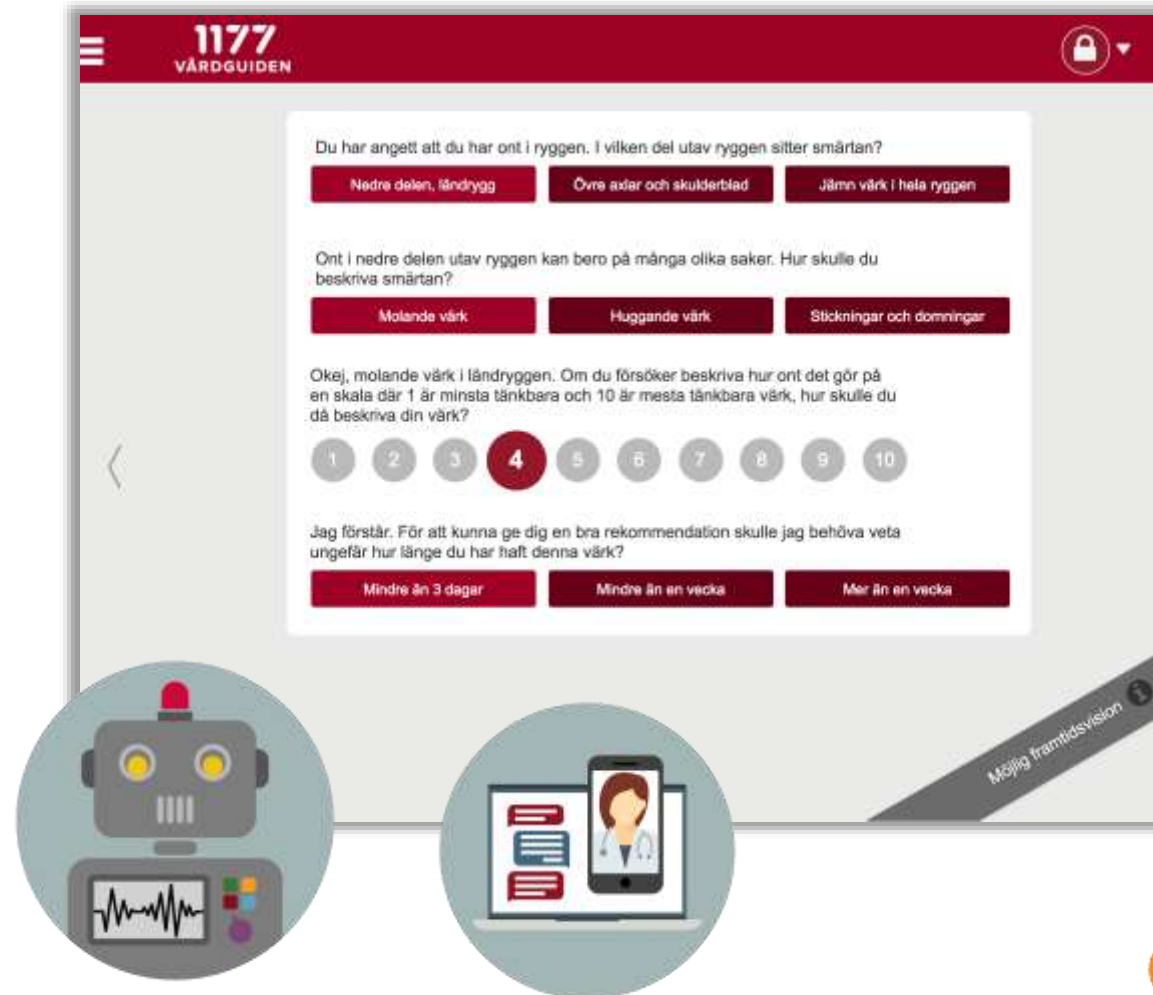 1177
VÅRDGUIDEN
Du har angett att du har ont i ryggen. I vilken del utav ryggen sitter smärtan?
Nedre delen, ländrygg
Övre axlar och skulderblad
Jämn värk i hela ryggen
Ont i nedre delen utav ryggen kan bero på många olika saker. Hur skulle du
beskriva smärtan?
Molande värk
Huggande värk
Stickningar och domningar
Okej, molande värk i ländryggen. Om du försöker beskriva hur ont det gör på
en skala där 1 är minsta tänkbara och 10 är mesta tänkbara värk, hur skulle du
då beskriva din värk?
1 2 3 4 5 6 7 8 9 10
Jag förstår. För att kunna ge dig en bra rekommendation skulle jag behöva veta
ungefär hur länge du har haft denna värk?
Mindre än 3 dagar
Mindre än en vecka
Mer än en vecka
Möjlig framtidsvision i